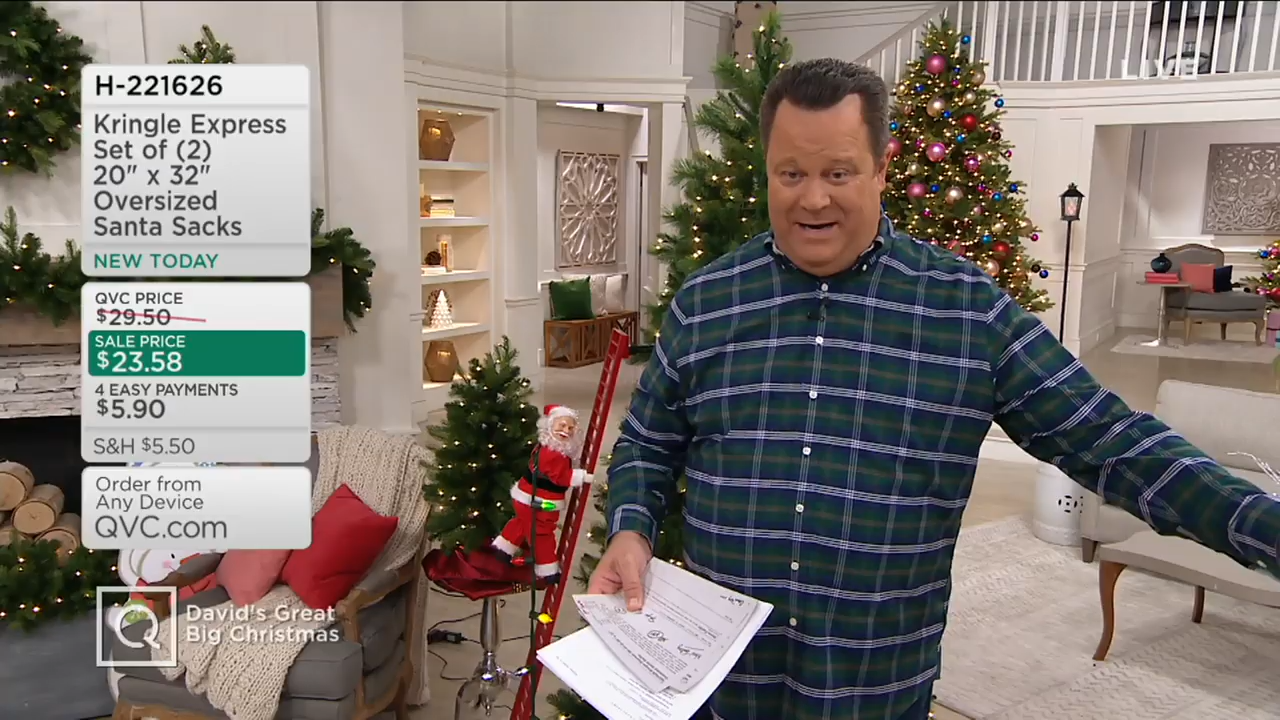 LIVE
H-221626
Kringle Express
Set of (2)
20" x 32"
Oversized
Santa Sacks
NEW TODAY
QVC PRICE
$29.50
SALE PRICE
$23.58
4 EASY PAYMENTS
$5.90
S&H $5.50
Order from
Any Device
QVC.com
David's Great
Big Christmas